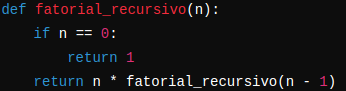 def fatorial_recursivo(n):
    if n == 0:
        return 1
    return n * fatorial_recursivo(n - 1)